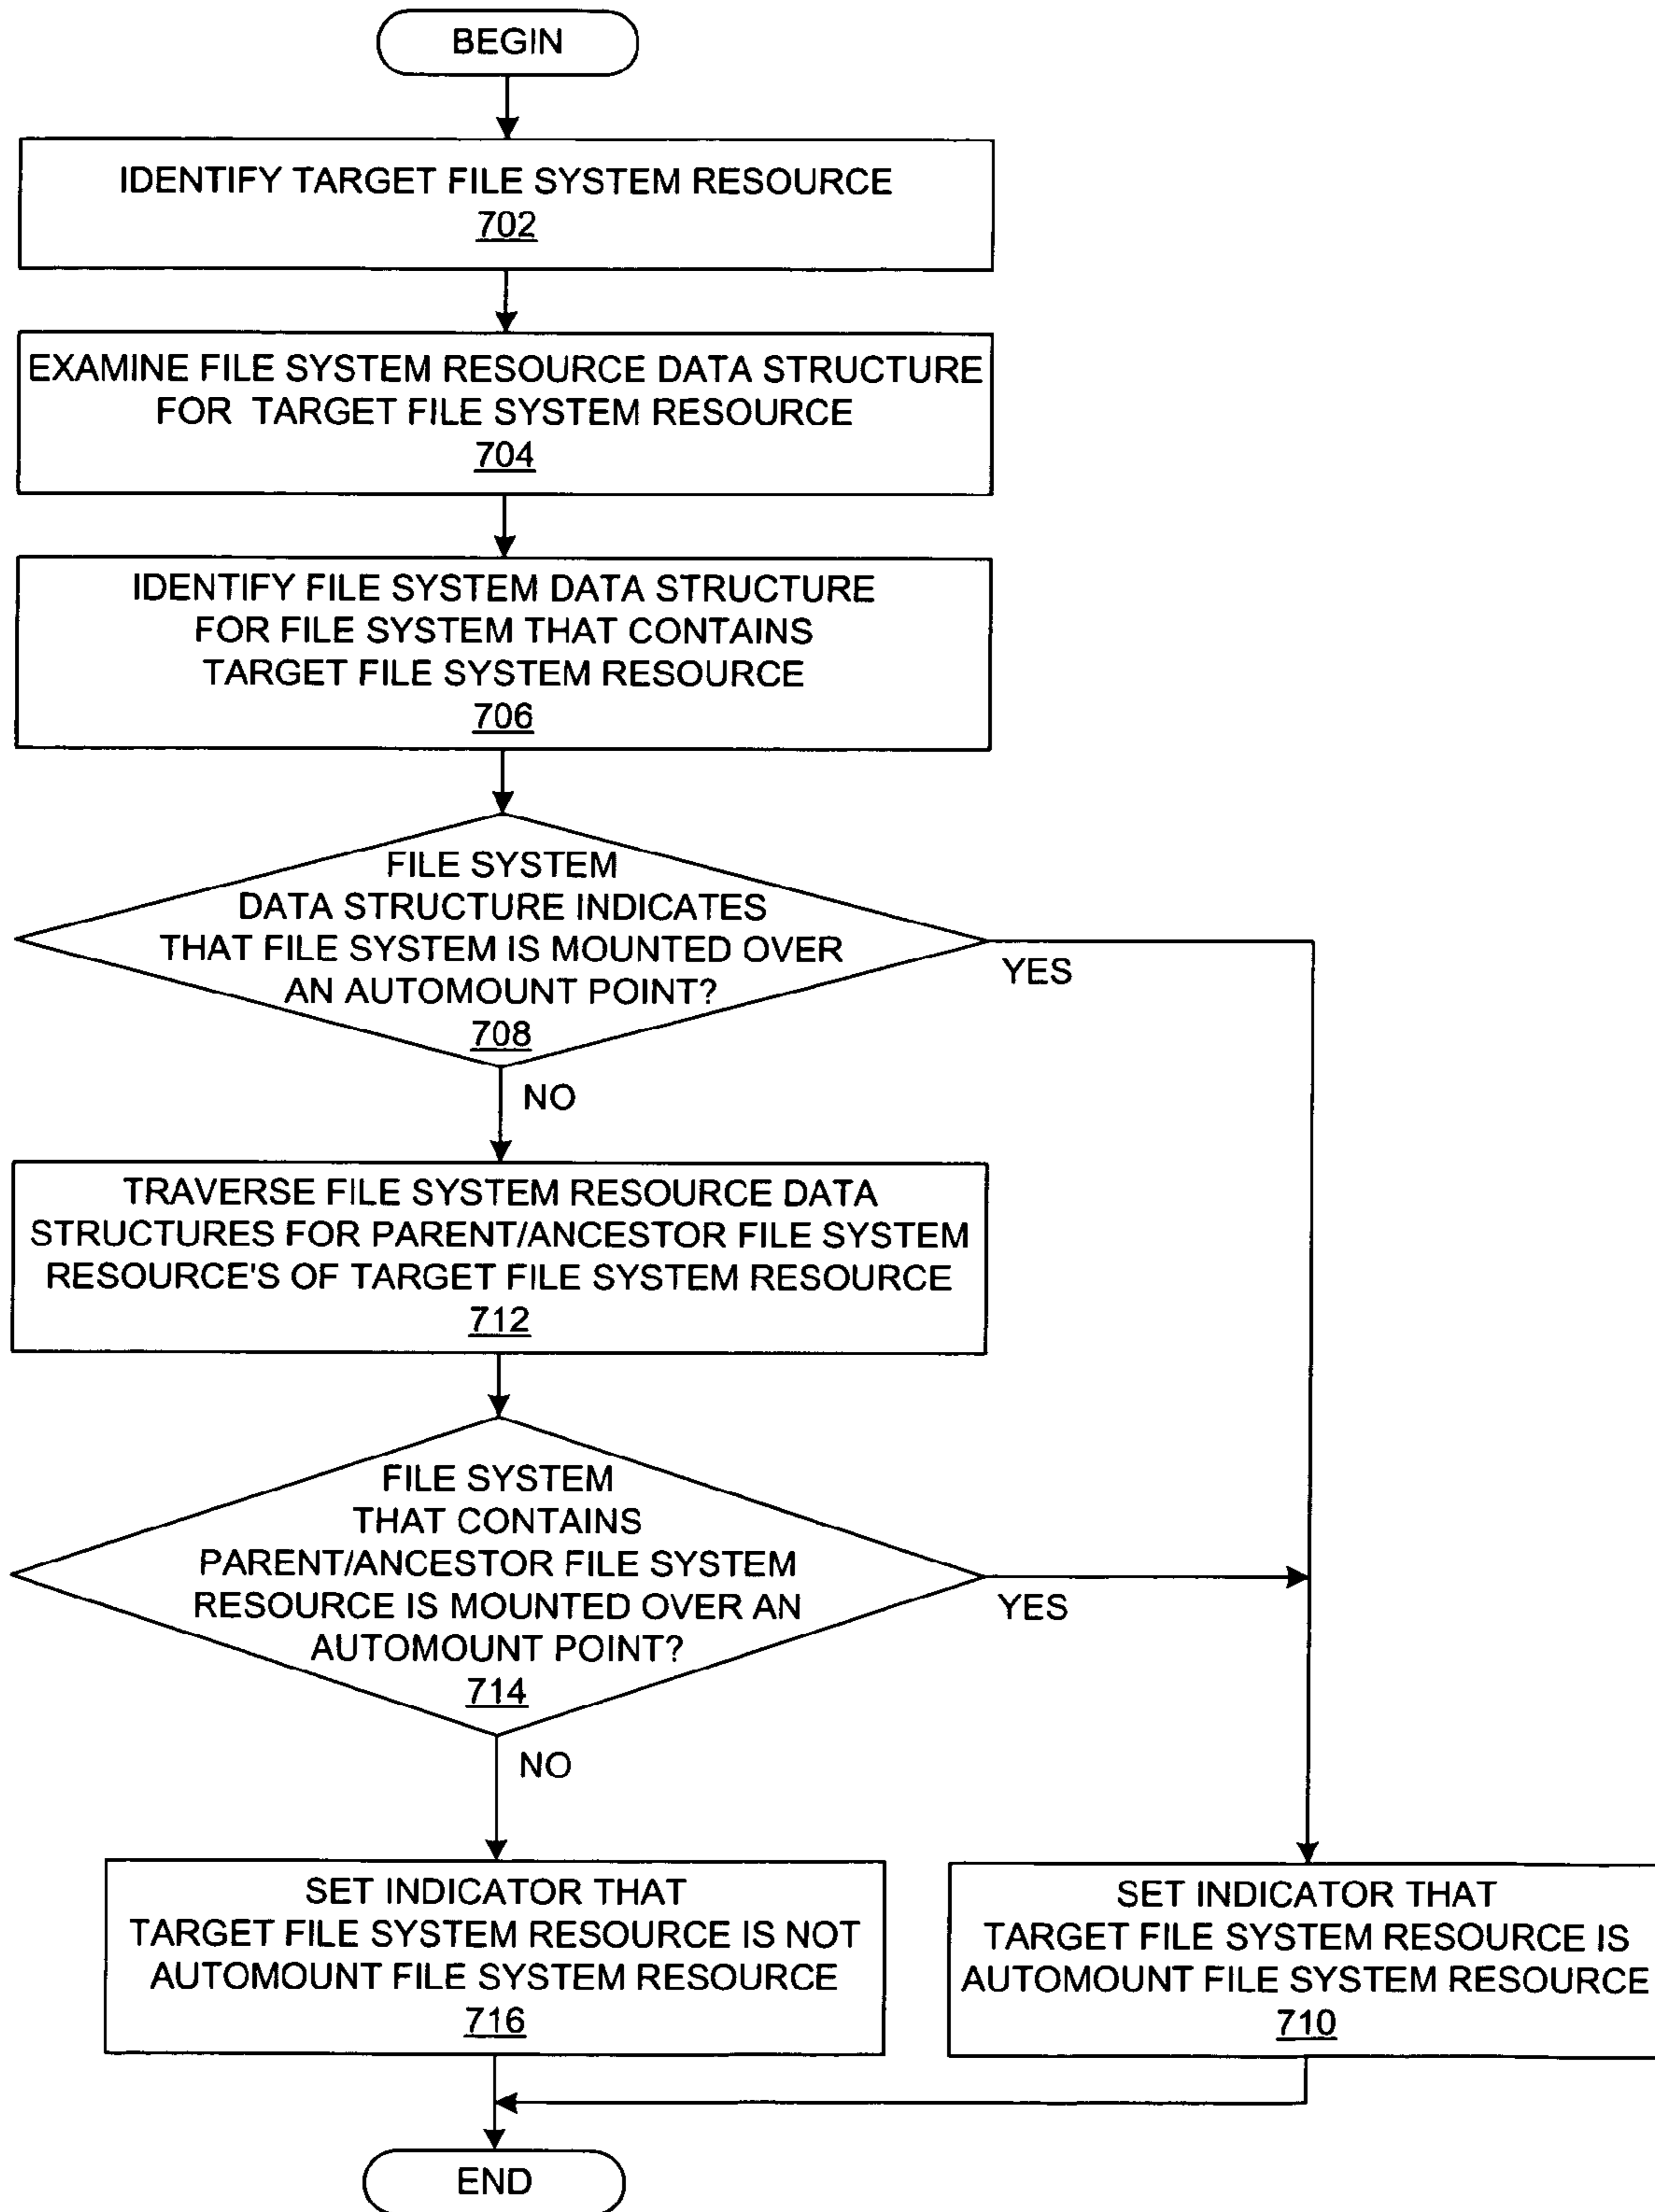 BEGIN
IDENTIFY TARGET FILE SYSTEM RESOURCE
702
EXAMINE FILE SYSTEM RESOURCE DATA STRUCTURE
FOR TARGET FILE SYSTEM RESOURCE
704
IDENTIFY FILE SYSTEM DATA STRUCTURE
FOR FILE SYSTEM THAT CONTAINS
TARGET FILE SYSTEM RESOURCE
706
FILE SYSTEM
DATA STRUCTURE INDICATES
THAT FILE SYSTEM IS MOUNTED OVER
AN AUTOMOUNT POINT?
708
YES
NO
TRAVERSE FILE SYSTEM RESOURCE DATA
STRUCTURES FOR PARENT/ANCESTOR FILE SYSTEM
RESOURCE'S OF TARGET FILE SYSTEM RESOURCE
712
FILE SYSTEM
THAT CONTAINS
PARENT/ANCESTOR FILE SYSTEM
RESOURCE IS MOUNTED OVER AN
AUTOMOUNT POINT?
714
YES
NO
SET INDICATOR THAT
TARGET FILE SYSTEM RESOURCE IS NOT
AUTOMOUNT FILE SYSTEM RESOURCE
716
SET INDICATOR THAT
TARGET FILE SYSTEM RESOURCE IS
AUTOMOUNT FILE SYSTEM RESOURCE
710
END